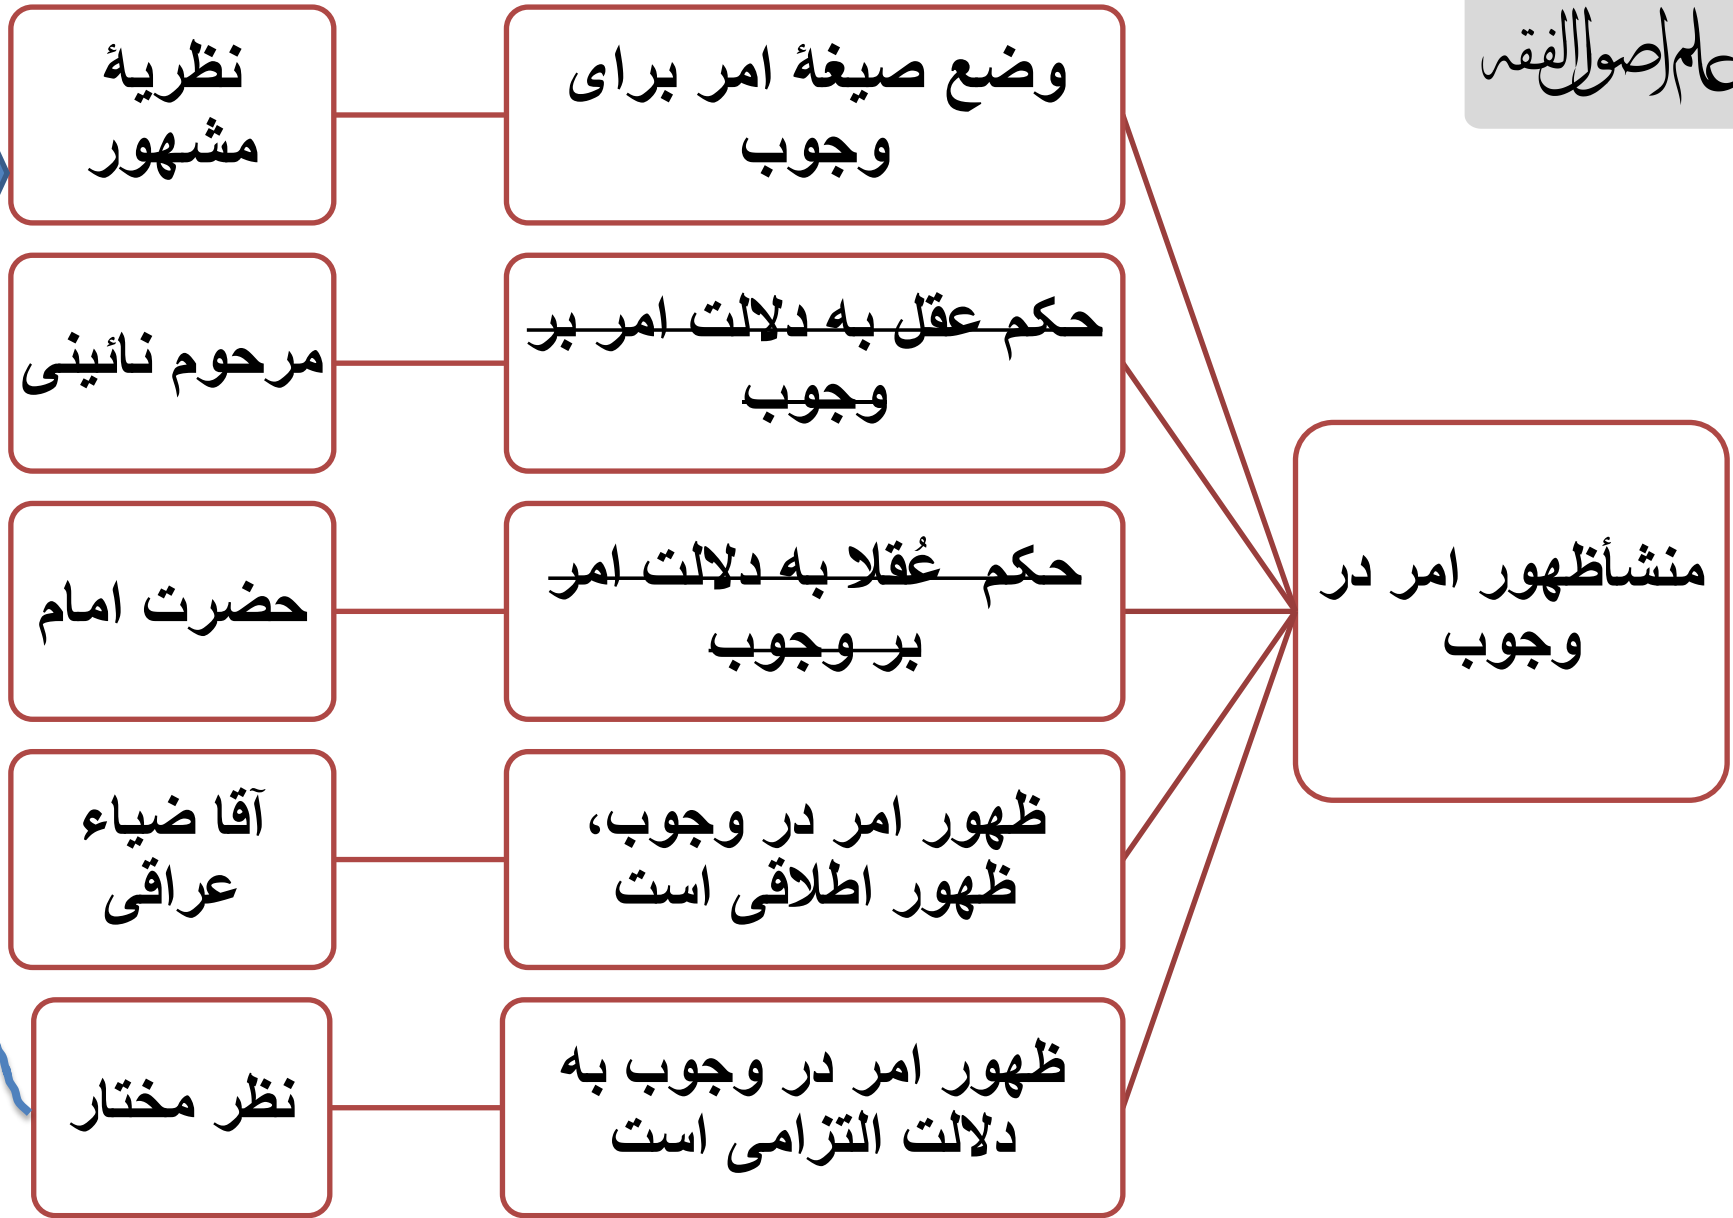 علم اصول الفقه
منشأظهور امر در
وجوب
وضع صیغهٔ امر برای
وجوب
نظریهٔ
مشهور
حکم عقل به دلالت امر بر
وجوب
مرحوم نائینی
حکم عُقلا به دلالت امر
بر وجوب
حضرت امام
ظهور امر در وجوب،
ظهور اطلاقی است
آقا ضیاء
عراقی
ظهور امر در وجوب به
دلالت التزامی است
نظر مختار